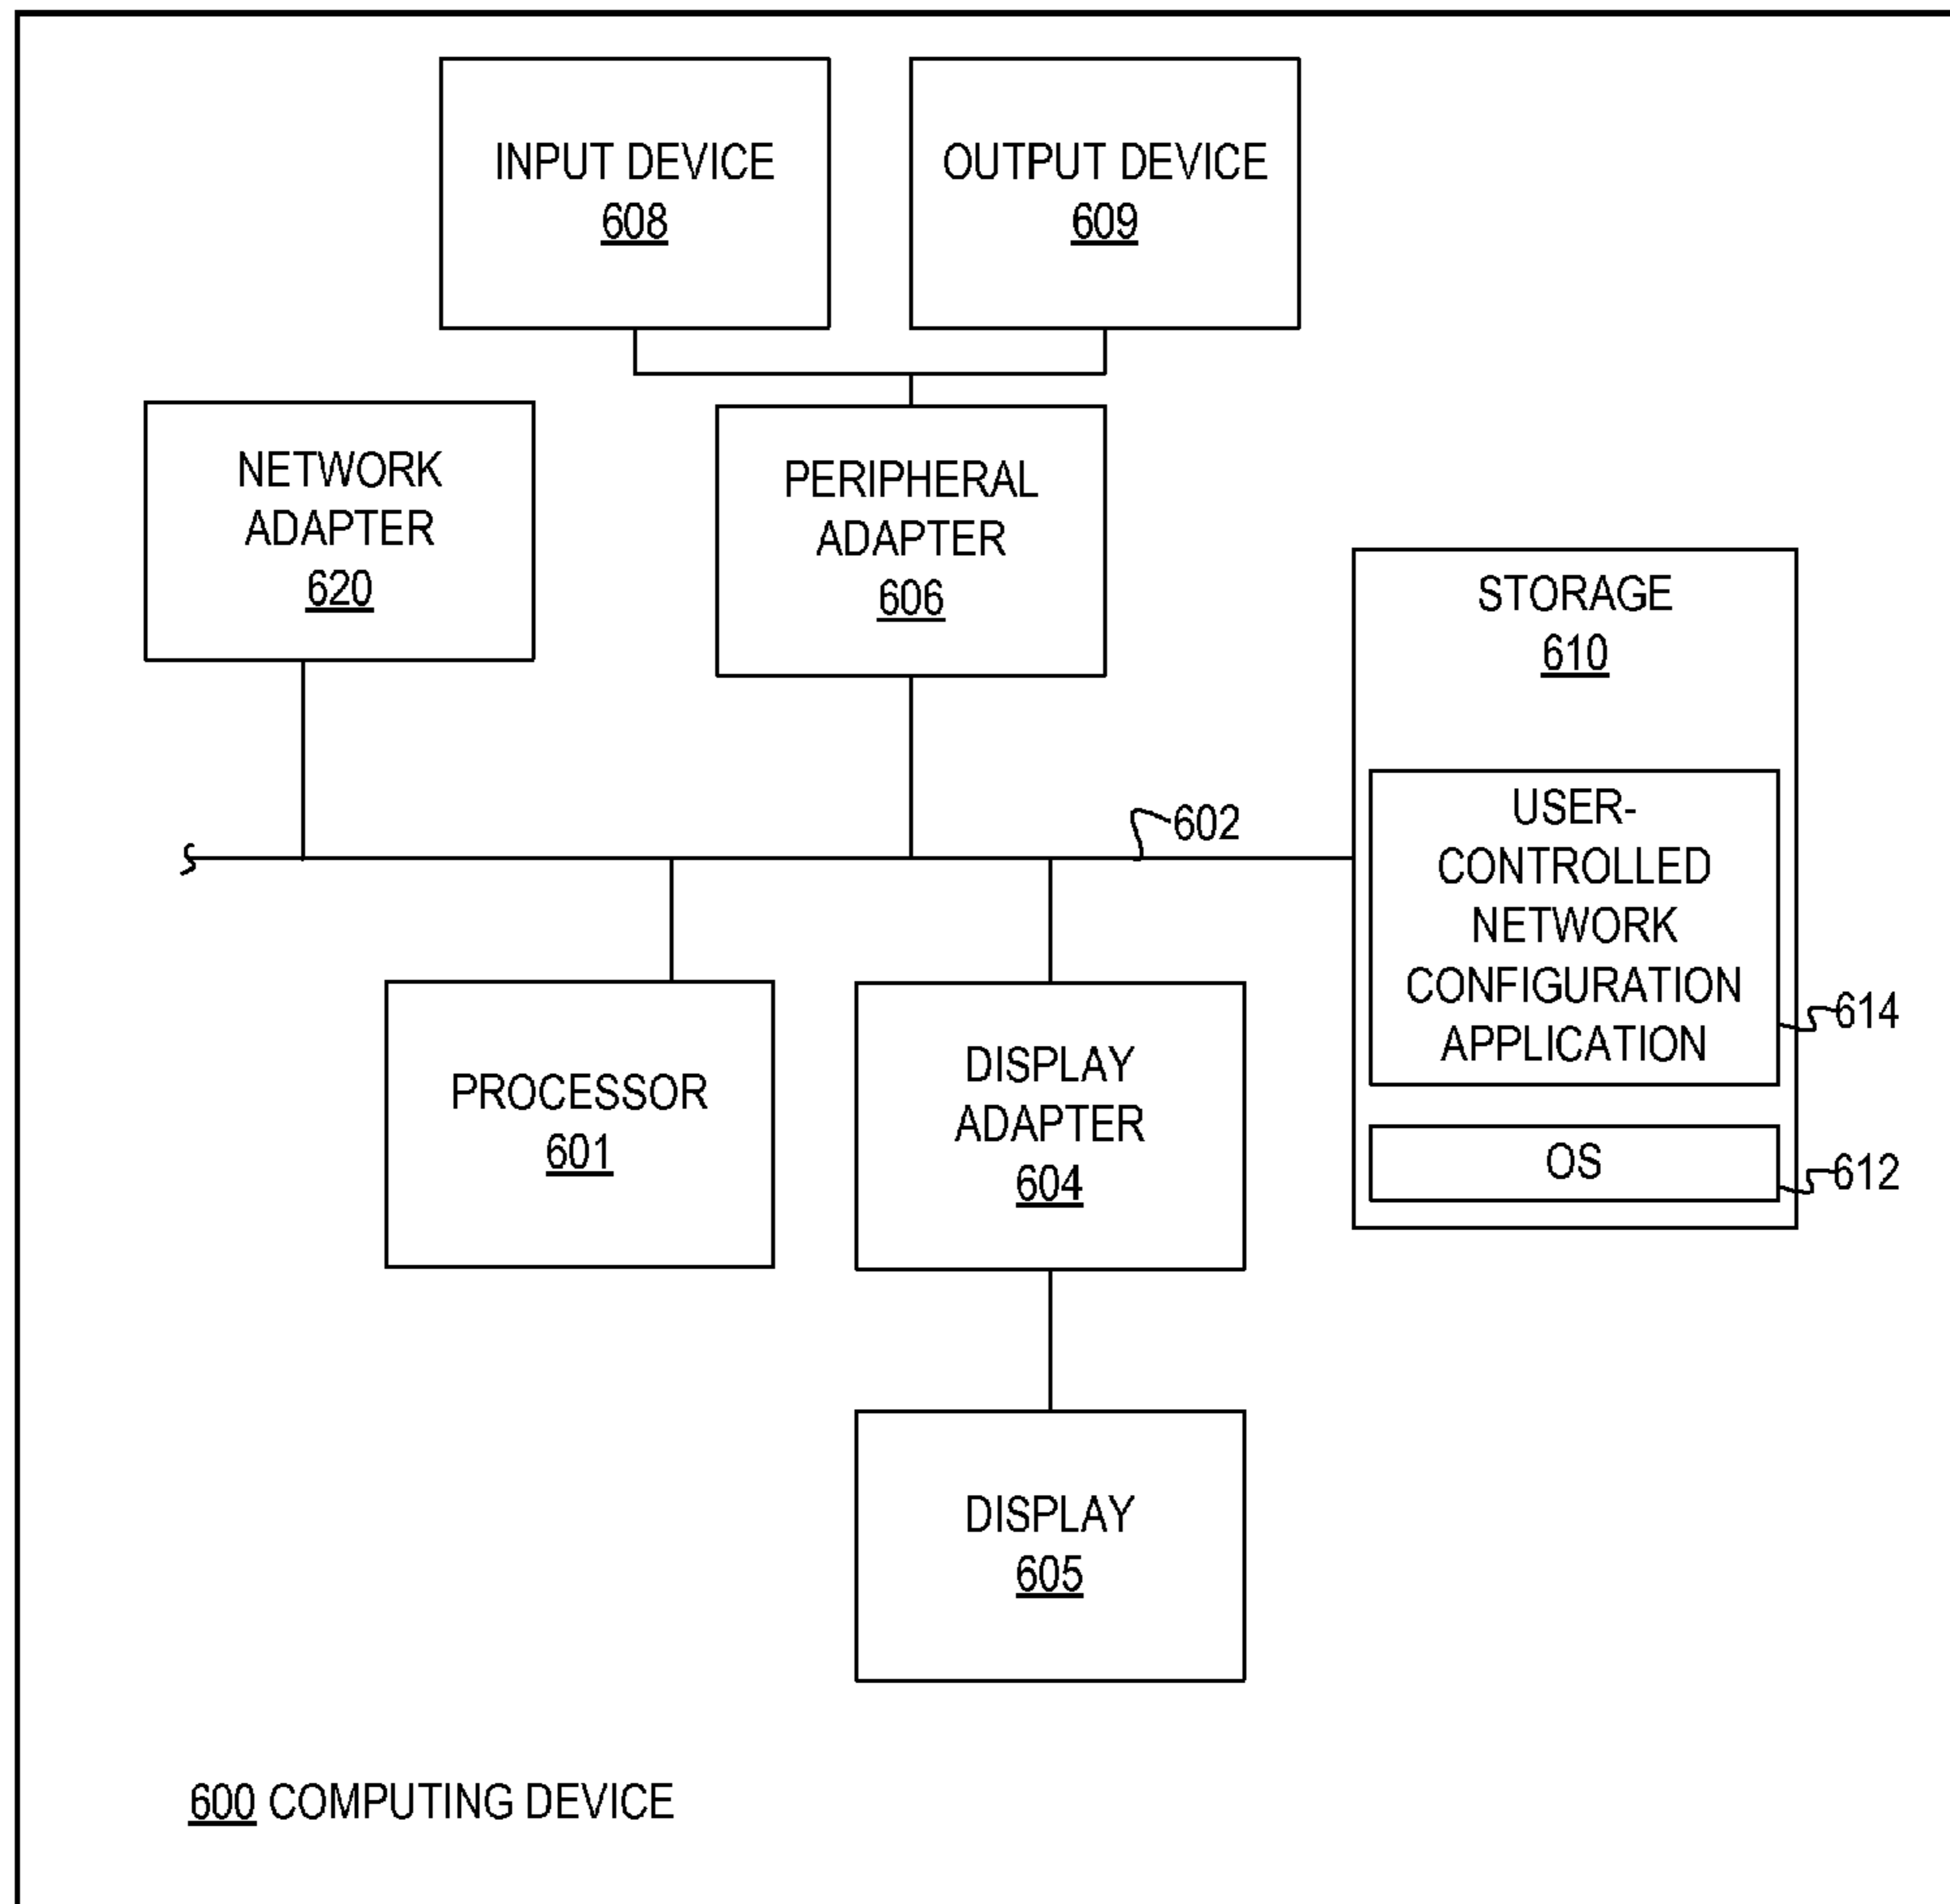 INPUT DEVICE
608
OUTPUT DEVICE
609
NETWORK
ADAPTER
620
PERIPHERAL
ADAPTER
606
STORAGE
610
602
USER-
CONTROLLED
NETWORK
CONFIGURATION
APPLICATION
614
OS
612
PROCESSOR
601
DISPLAY
ADAPTER
604
DISPLAY
605
600 COMPUTING DEVICE